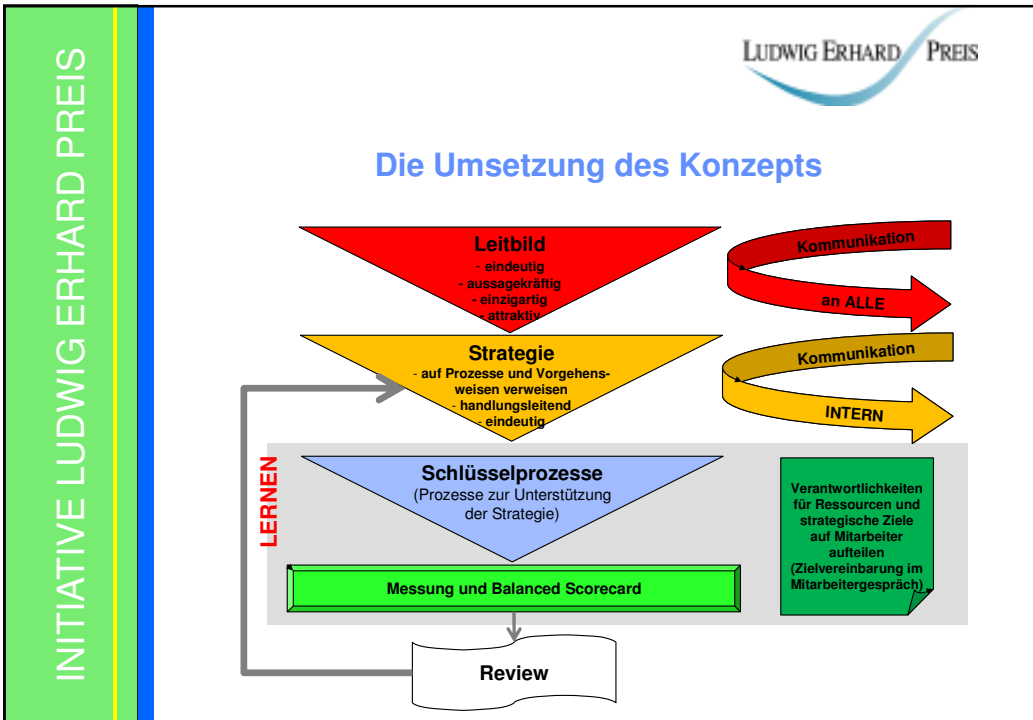 INITIATIVE LUDWIG ERHARD PREIS
LUDWIG ERHARD PREIS
Die Umsetzung des Konzepts
Leitbild
- eindeutig
- aussagekräftig
- einzigartig
- attraktiv
Kommunikation
an ALLE
Strategie
- auf Prozesse und Vorgehens-
weisen verweisen
- handlungsleitend
- eindeutig
Kommunikation
INTERN
LERNEN
Schlüsselprozesse
(Prozesse zur Unterstützung
der Strategie)
Verantwortlichkeiten
für Ressourcen und
strategische Ziele
auf Mitarbeiter
aufteilen
(Zielvereinbarung im
Mitarbeitergespräch)
Messung und Balanced Scorecard
Review